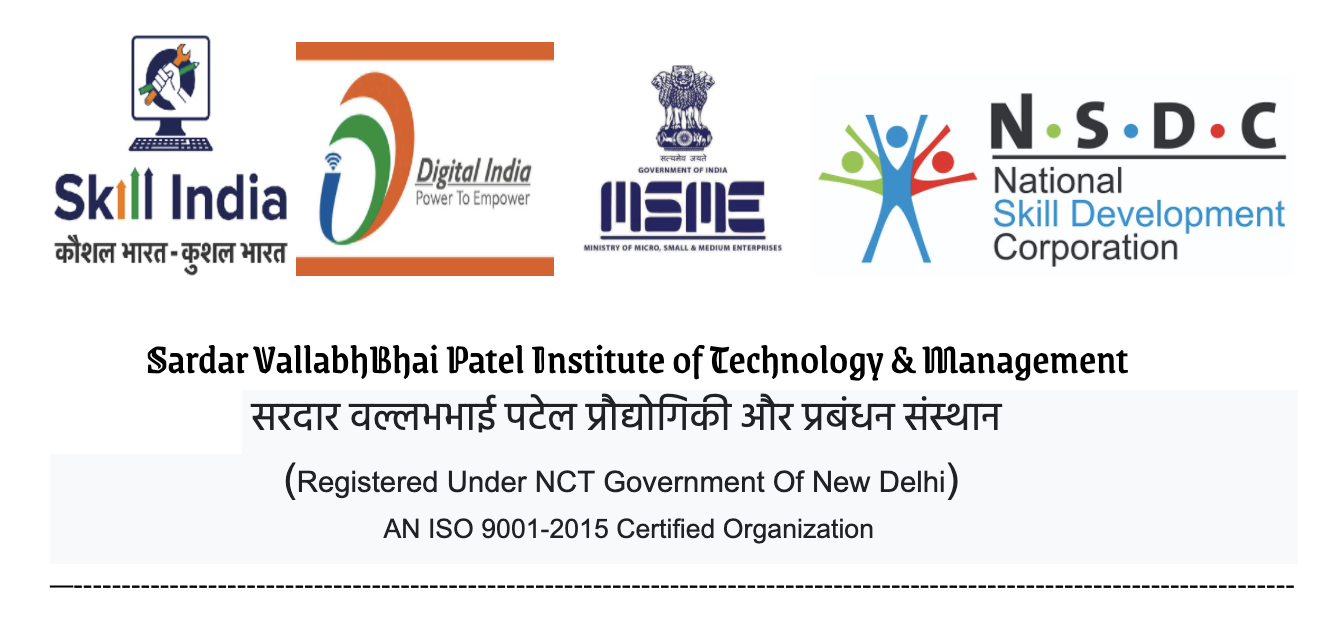 Skill India
कौशल भारत - कुशल भारत
Digital India
Power To Empower
सत्यमेव जयते
GOVERNMENT OF INDIA
MSME
MINISTRY OF MICRO, SMALL & MEDIUM ENTERPRISES
N·S·D·C
National
Skill Development
Corporation
Sardar VallabhBhai Patel Institute of Technology & Management
सरदार वल्लभभाई पटेल प्रौद्योगिकी और प्रबंधन संस्थान
(Registered Under NCT Government Of New Delhi)
AN ISO 9001-2015 Certified Organization